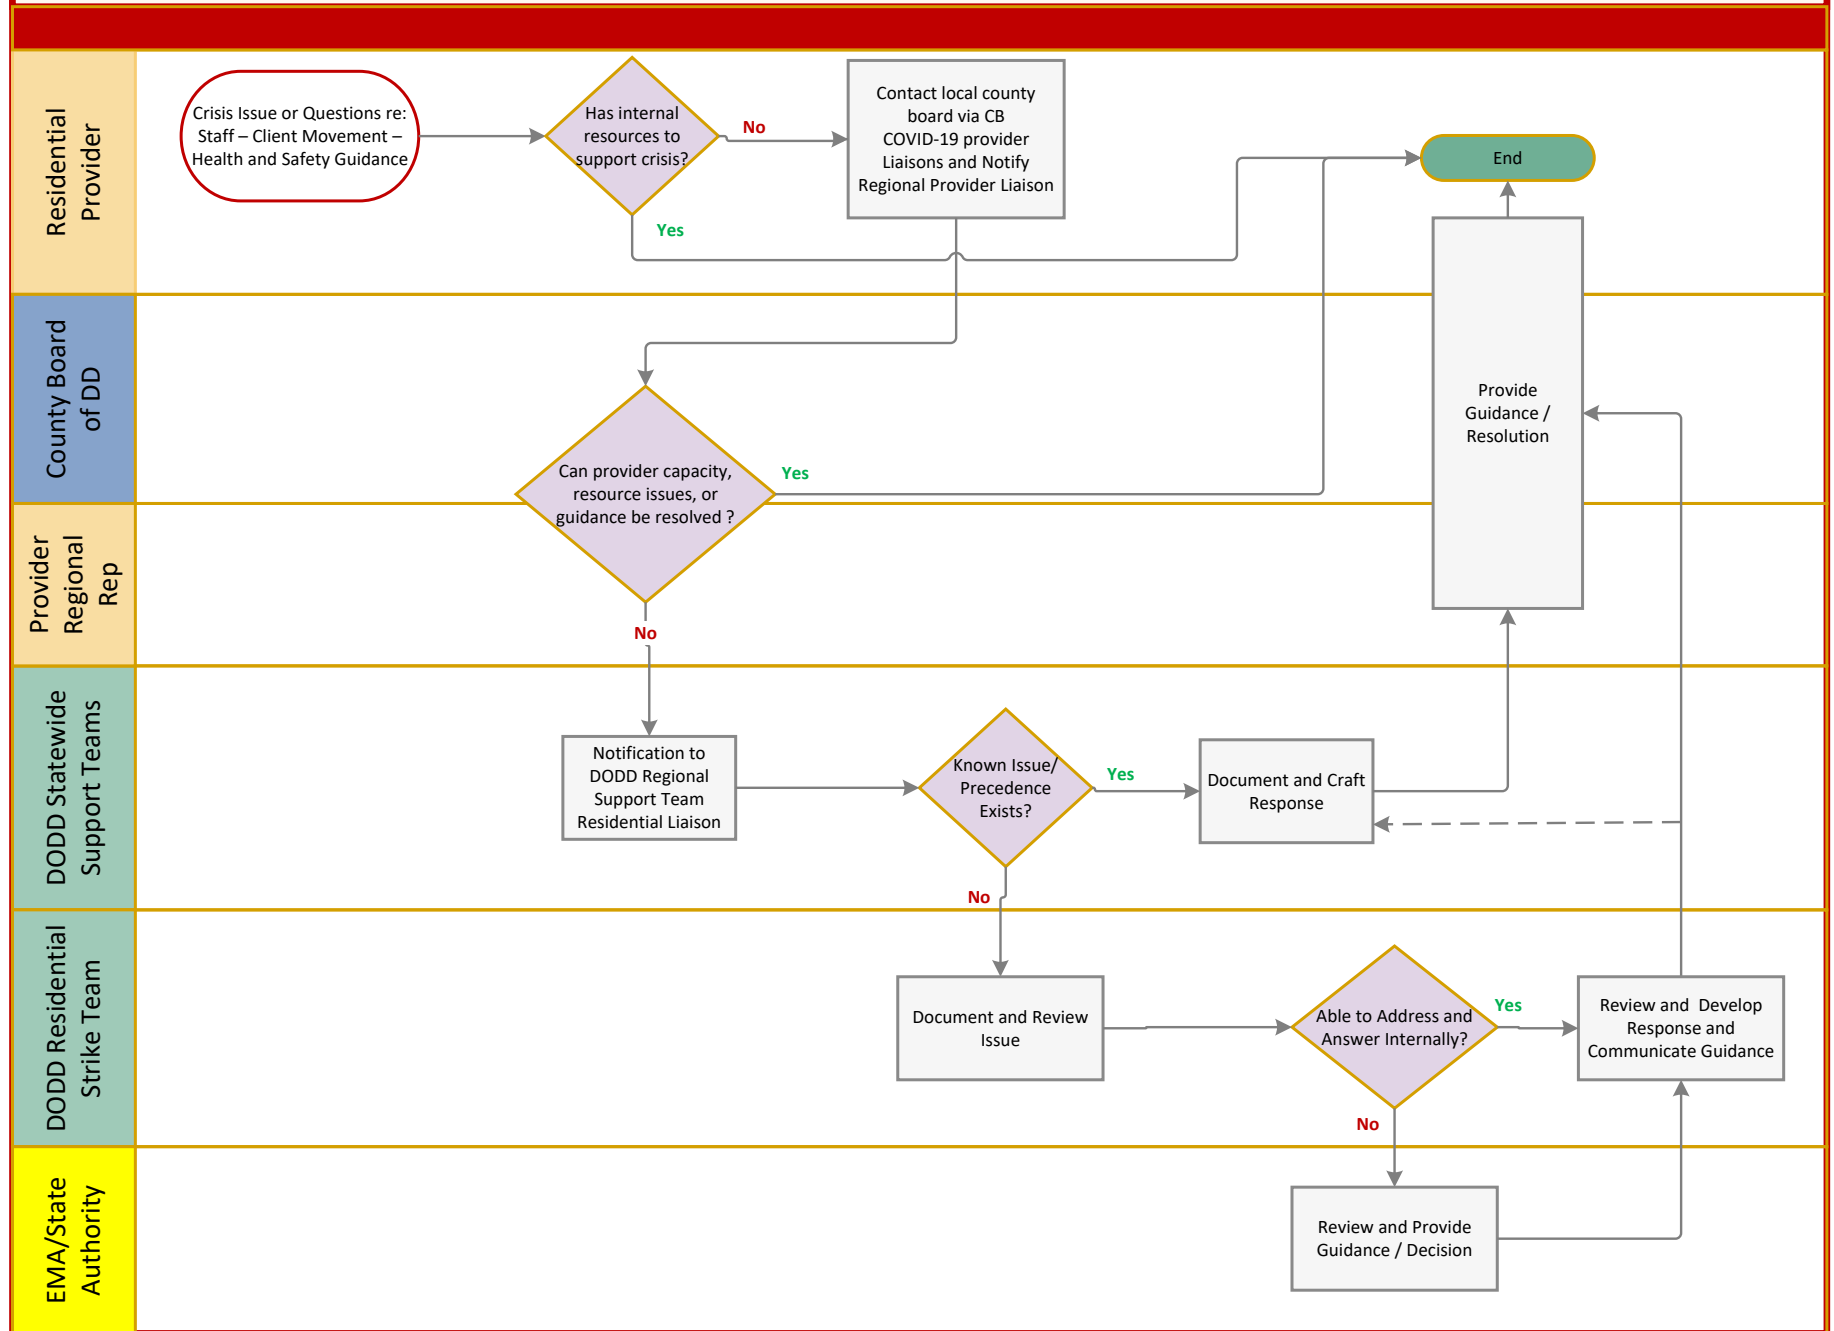 Residential
Provider
Crisis Issue or Questions re:
Staff – Client Movement –
Health and Safety Guidance
Has internal
resources to
support crisis?
No
Yes
Contact local county
board via CB
COVID-19 provider
Liaisons and Notify
Regional Provider Liaison
End
County Board
of DD
Can provider capacity,
resource issues, or
guidance be resolved ?
Yes
No
Provide
Guidance /
Resolution
Provider
Regional
Rep
DODD Statewide
Support Teams
Notification to
DODD Regional
Support Team
Residential Liaison
Known Issue/
Precedence
Exists?
Yes
No
Document and Craft
Response
DODD Residential
Strike Team
Document and Review
Issue
Able to Address and
Answer Internally?
Yes
No
Review and  Develop
Response and
Communicate Guidance
EMA/State
Authority
Review and Provide
Guidance / Decision